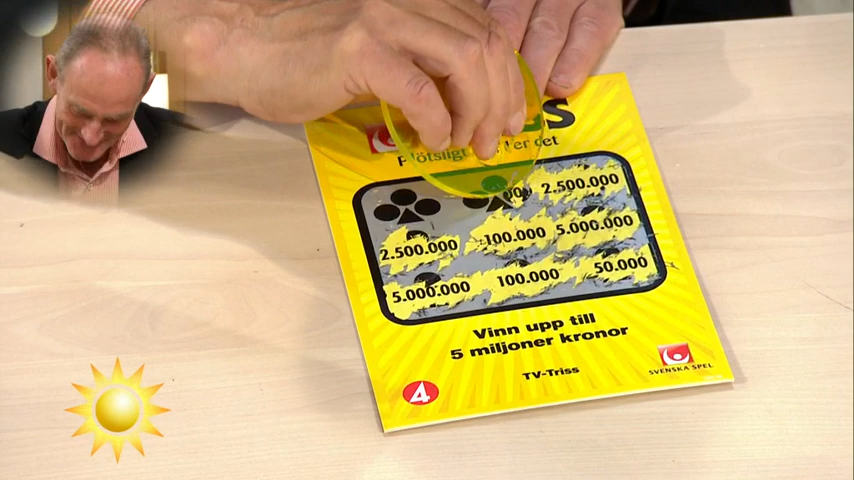 S
det
2.500.000
2.500.000
100.000
5.000.000
5.000.000
100.000
50.000
Vinn upp till
5 miljoner kronor
TV-Triss
4
SVENSKA SPEL